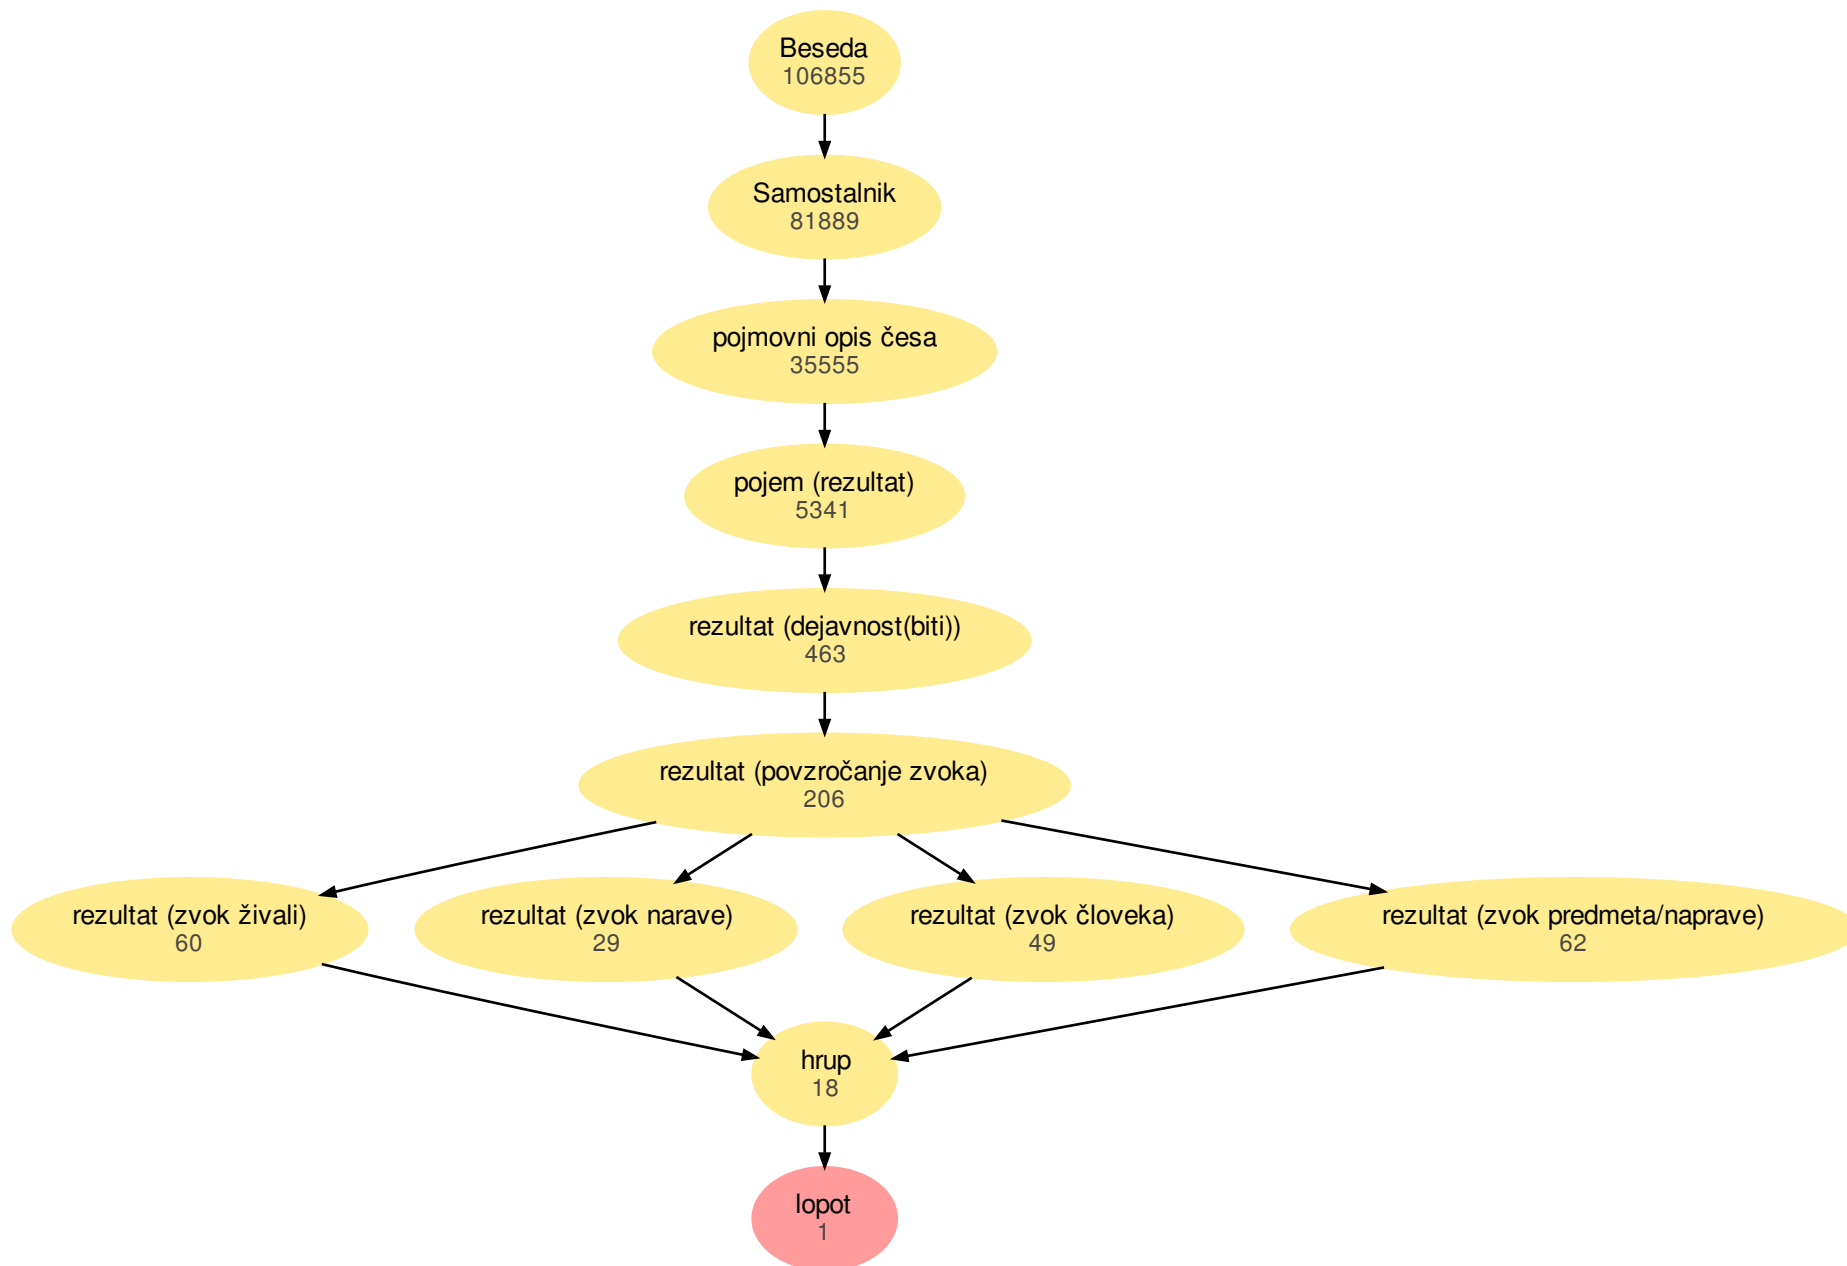 Beseda
106855
Samostalnik
81889
pojmovni opis česa
35555
pojem (rezultat)
5341
rezultat (dejavnost(biti))
463
rezultat (povzročanje zvoka)
206
rezultat (zvok živali)
60
rezultat (zvok narave)
29
rezultat (zvok človeka)
49
rezultat (zvok predmeta/naprave)
62
hrup
18
lopot
1